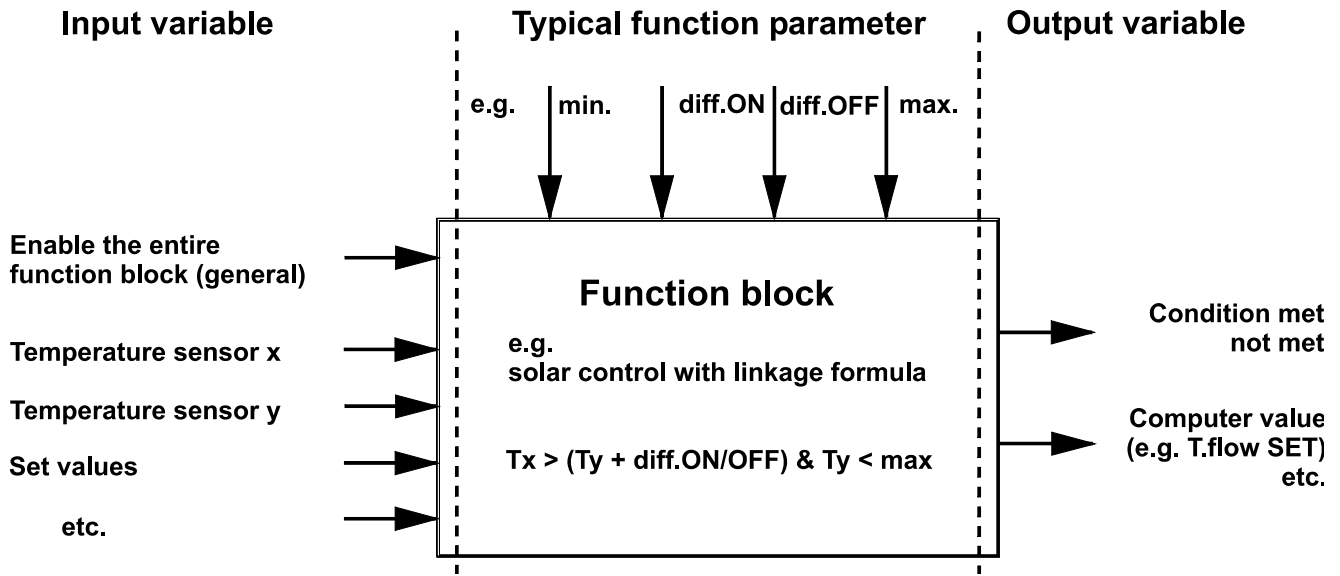 Input variable
Typical function parameter
Output variable
e.g.
min.
diff.ON
diff.OFF
max.
Enable the entire
function block (general)
Temperature sensor x
Temperature sensor y
Set values
etc.
Function block
e.g.
solar control with linkage formula
Tx > (Ty + diff.ON/OFF) & Ty < max
Condition met
not met
Computer value
(e.g. T.flow SET)
etc.